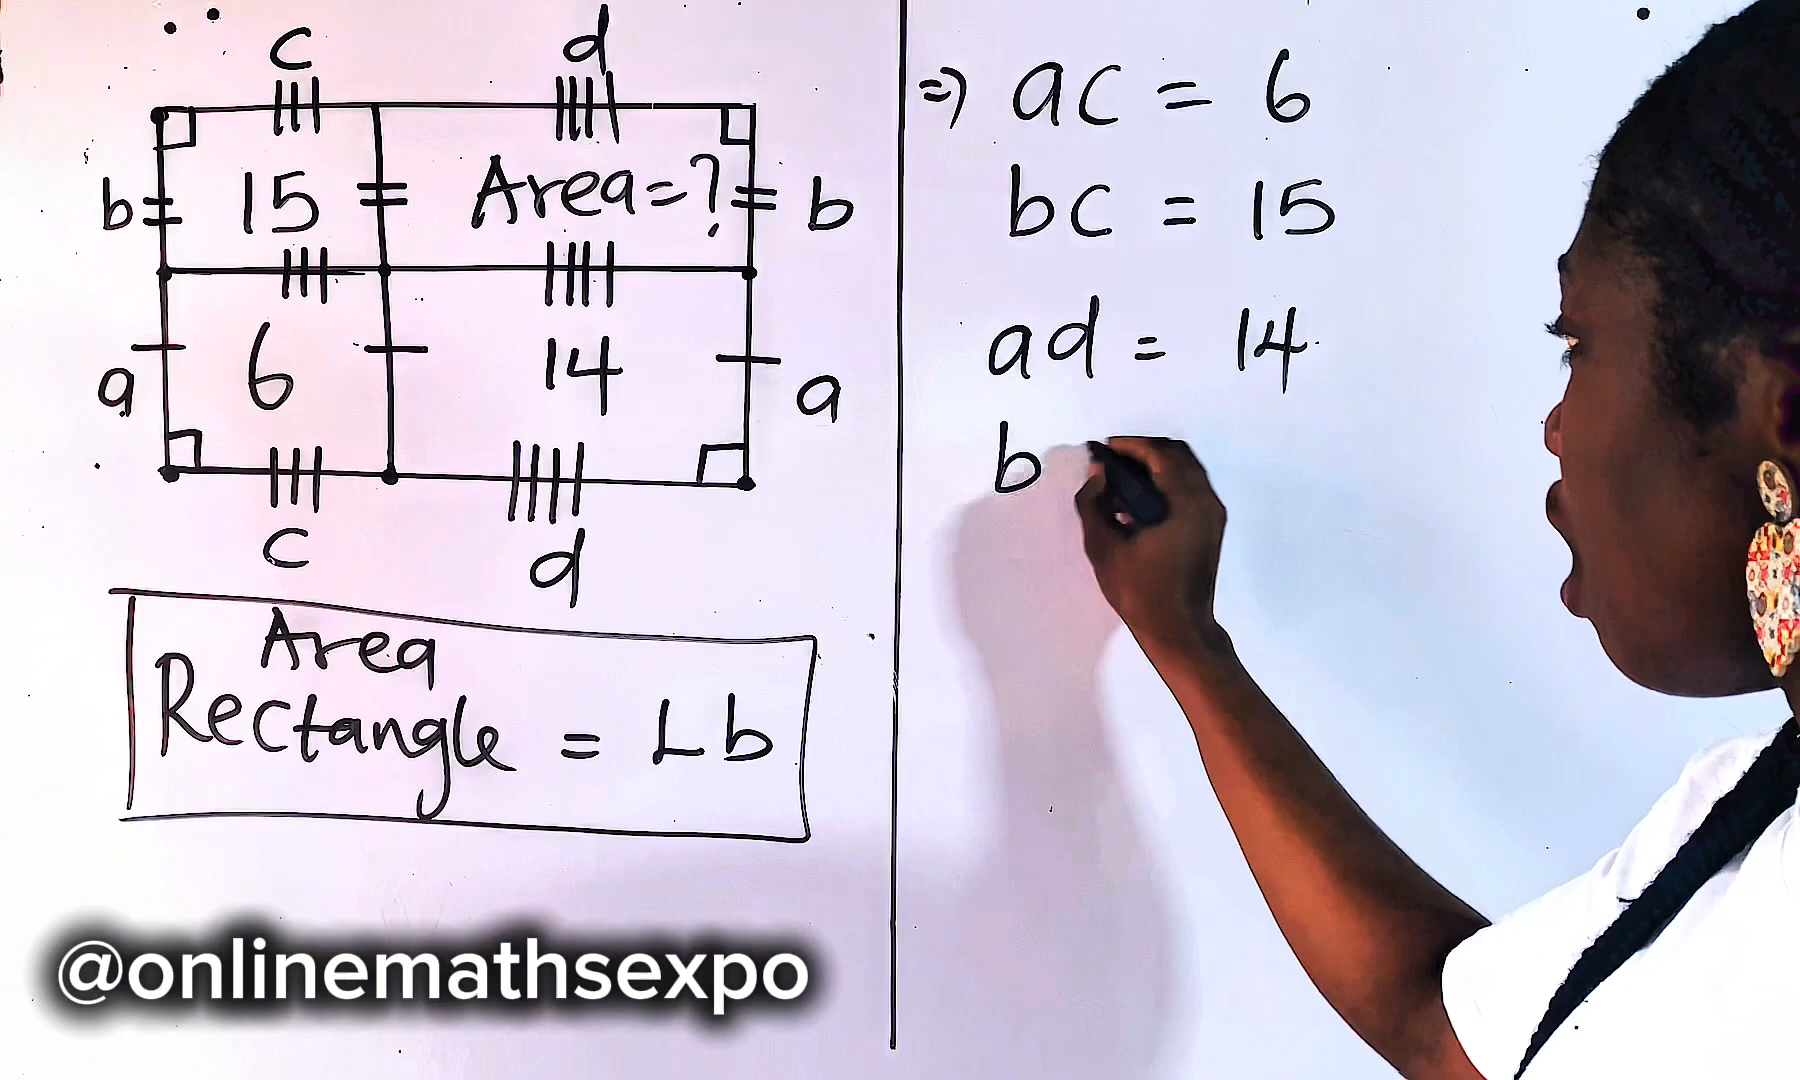 c d
b 15 Area=? b
a 6 14 a
c d
Area
Rectangle = Lb
@onlinemathsexpo
=> ac = 6
bc = 15
ad = 14
b